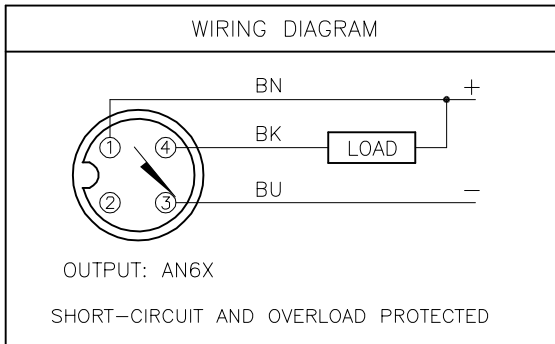 WIRING DIAGRAM
BN
+
1
4
BK
LOAD
2
3
BU
−
OUTPUT: AN6X
SHORT−CIRCUIT AND OVERLOAD PROTECTED